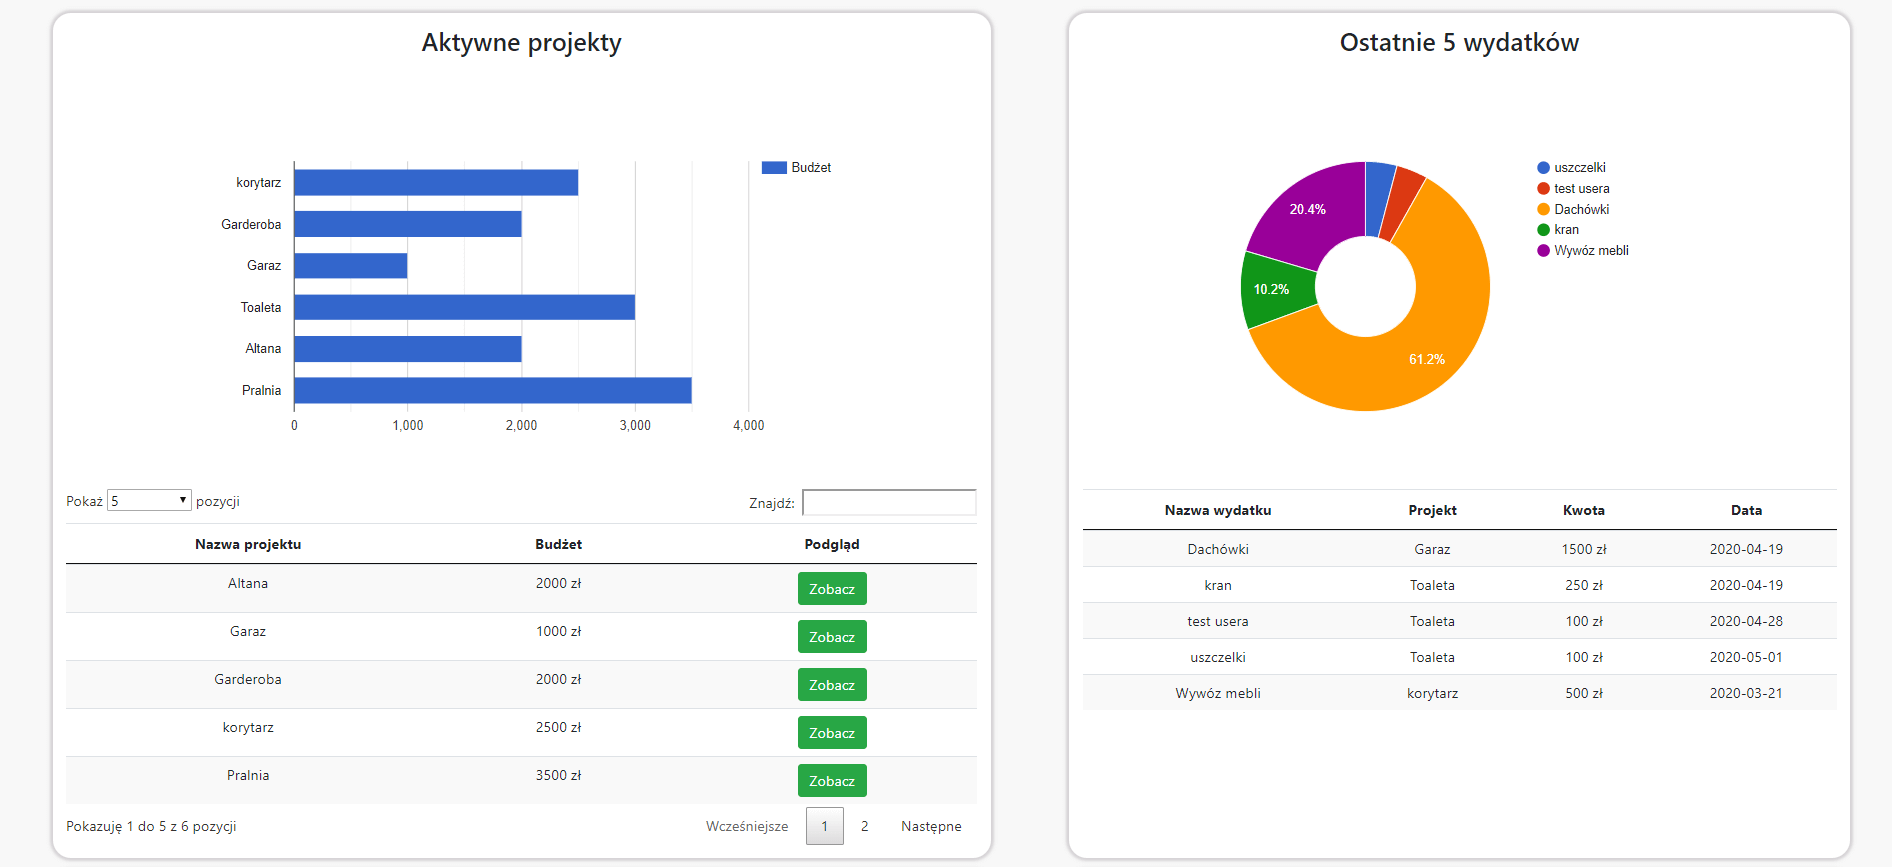 Aktywne projekty
korytarz
Garderoba
Garaz
Toaleta
Altana
Pralnia
0 1,000 2,000 3,000 4,000
Budżet
Pokaż 5 pozycji
Znajdź:
Nazwa projektu Budżet Podgląd
Altana 2000 zł Zobacz
Garaz 1000 zł Zobacz
Garderoba 2000 zł Zobacz
korytarz 2500 zł Zobacz
Pralnia 3500 zł Zobacz
Pokazuję 1 do 5 z 6 pozycji
Wcześniejsze 1 2 Następne
Ostatnie 5 wydatków
20.4%
10.2%
61.2%
uszczelki
test usera
Dachówki
kran
Wywóz mebli
Nazwa wydatku Projekt Kwota Data
Dachówki Garaz 1500 zł 2020-04-19
kran Toaleta 250 zł 2020-04-19
test usera Toaleta 100 zł 2020-04-28
uszczelki Toaleta 100 zł 2020-05-01
Wywóz mebli korytarz 500 zł 2020-03-21